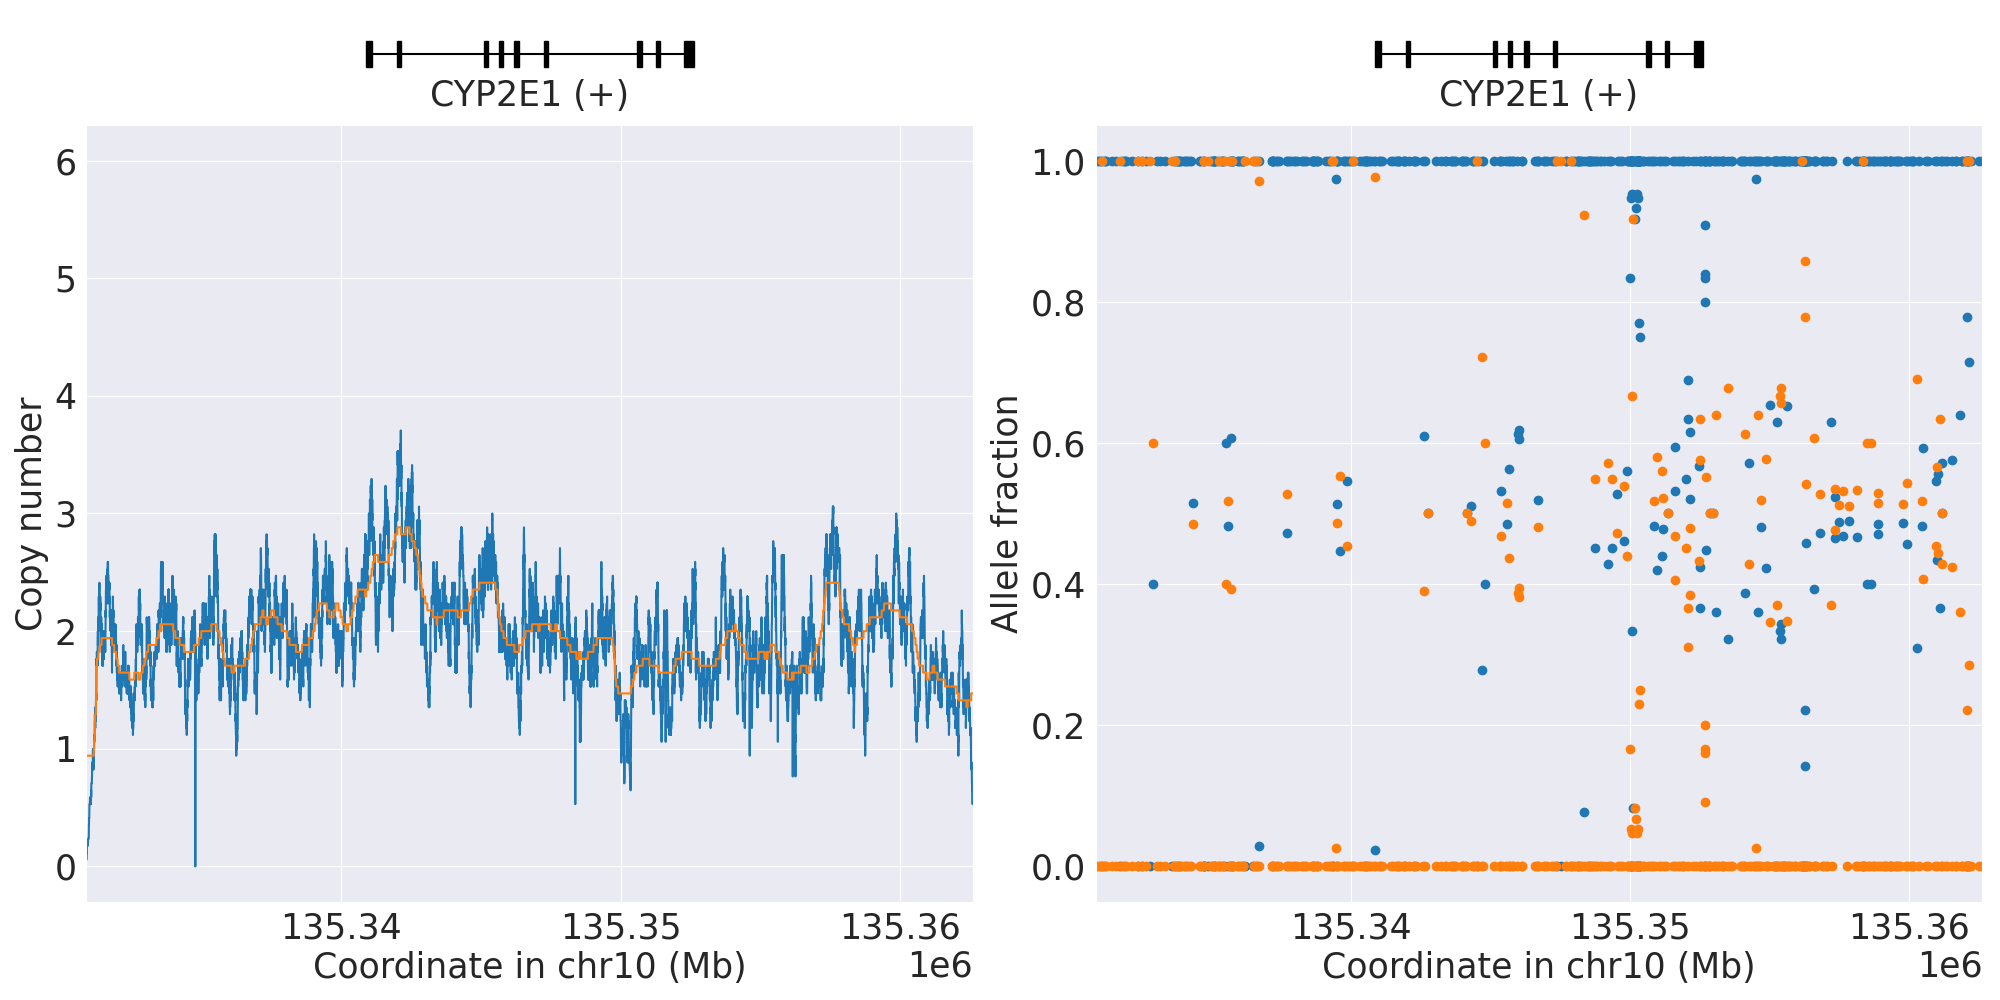 CYP2E1 (+)
6
5
4
3
2
1
0
Copy number
135.34 135.35 135.36
Coordinate in chr10 (Mb)
1e6
CYP2E1 (+)
1.0
0.8
0.6
0.4
0.2
0.0
Allele fraction
135.34 135.35 135.36
Coordinate in chr10 (Mb)
1e6